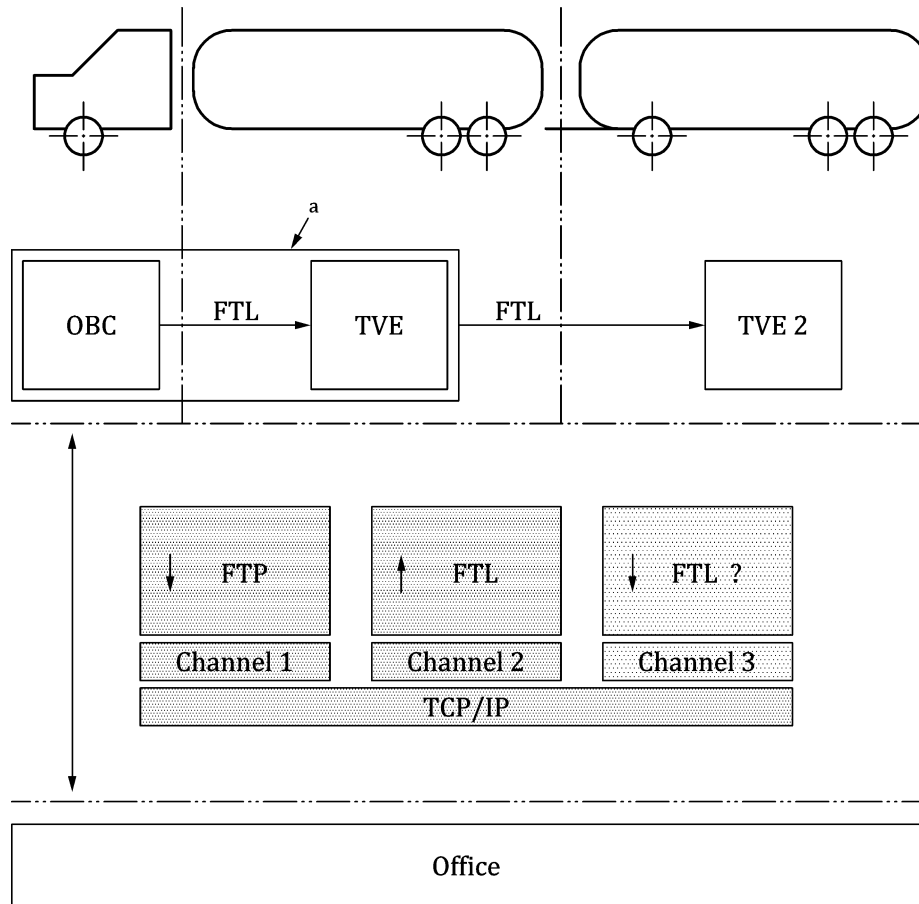 a
OBC
FTL
TVE
FTL
TVE 2
FTP
FTL
FTL ?
Channel 1
Channel 2
Channel 3
TCP/IP
Office